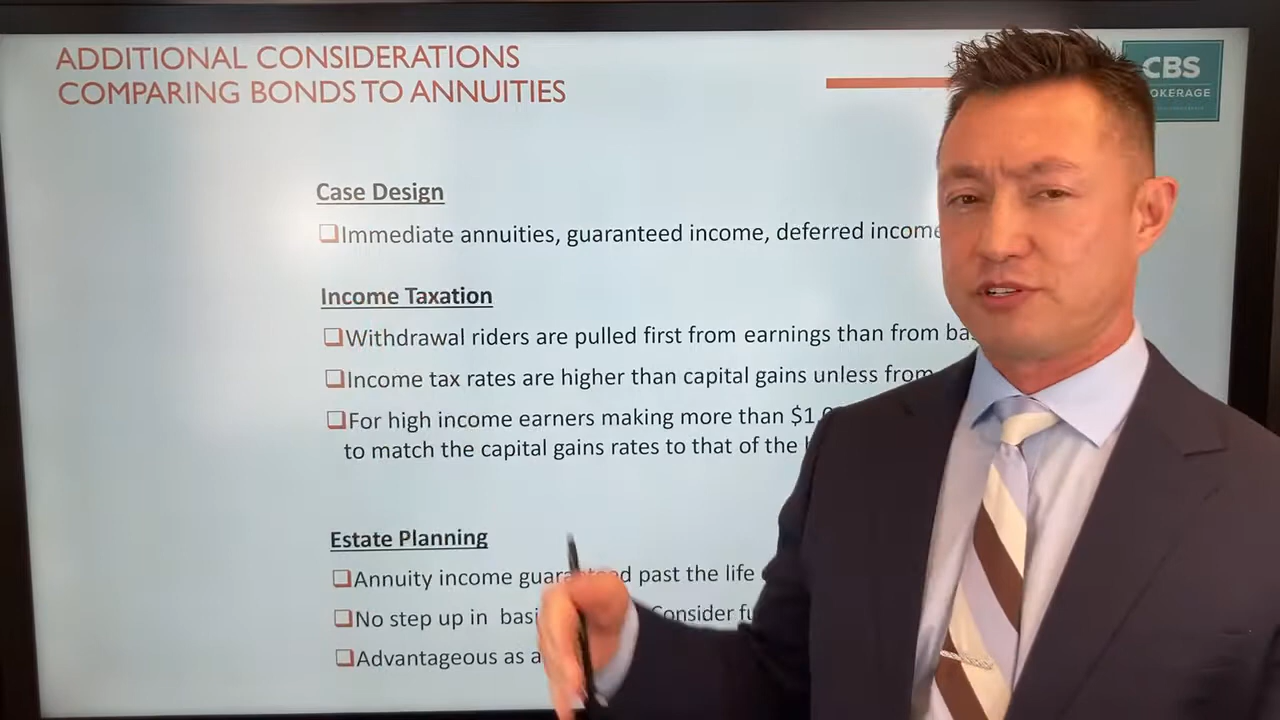 ADDITIONAL CONSIDERATIONS
COMPARING BONDS TO ANNUITIES
CBS
OKERAGE
Case Design
Immediate annuities, guaranteed income, deferred income
Income Taxation
Withdrawal riders are pulled first from earnings than from ba
Income tax rates are higher than capital gains unless from
For high income earners making more than $1.0
to match the capital gains rates to that of the
Estate Planning
Annuity income guaranteed past the life
No step up in basi Consider fu
Advantageous as a